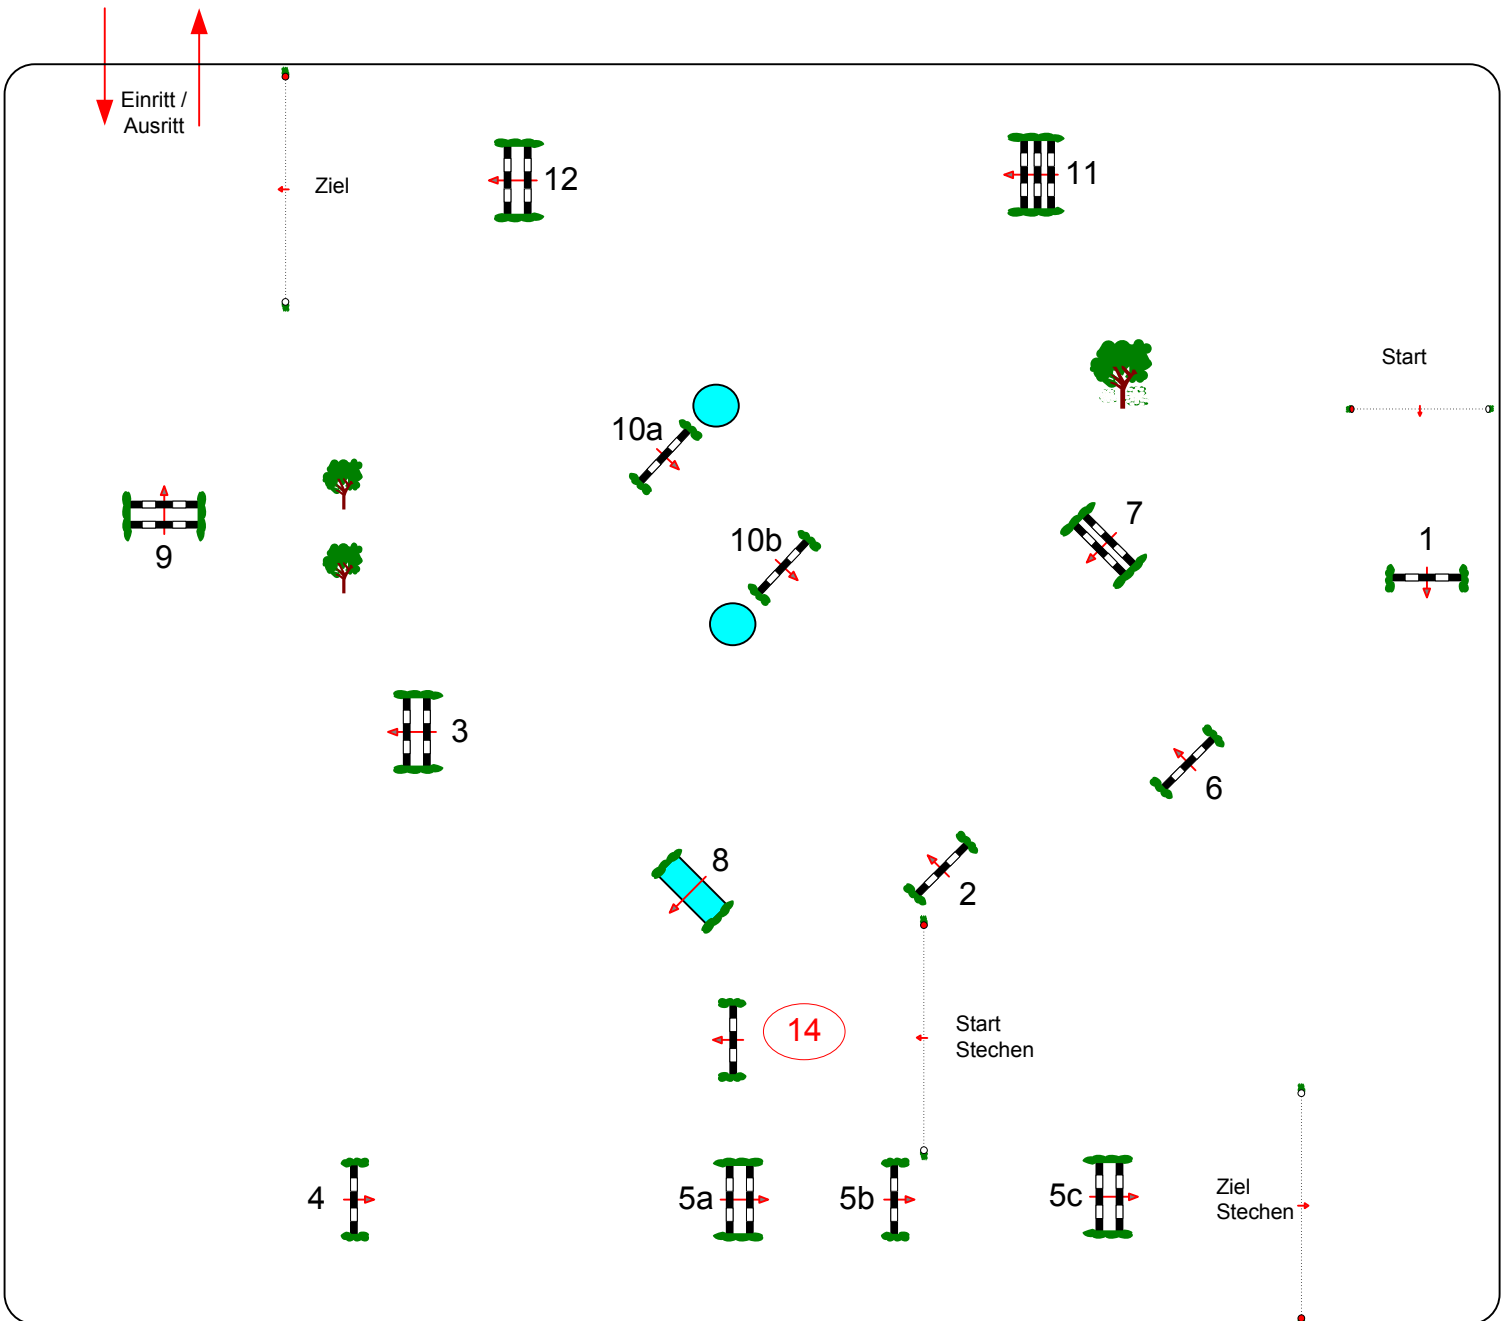 Einritt /
Ausritt
Ziel
12
11
Start
10a
7
1
10b
9
3
6
8
2
14
Start
Stechen
4
5a
5b
5c
Ziel
Stechen